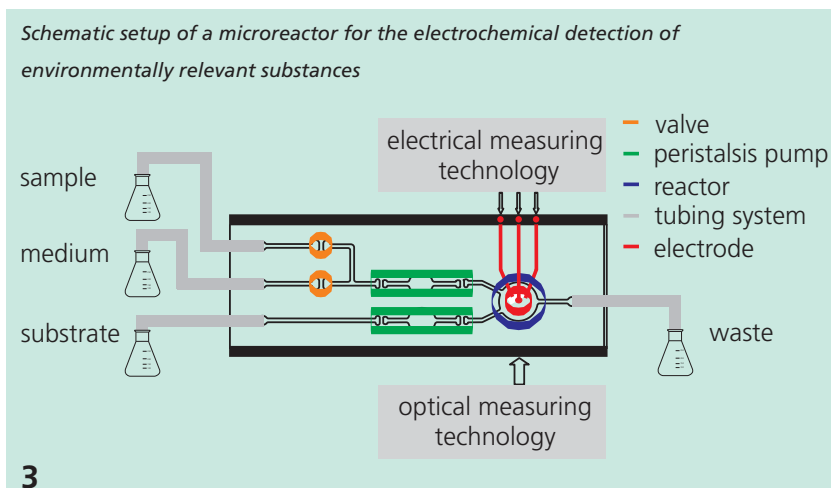 Schematic setup of a microreactor for the electrochemical detection of
environmentally relevant substances
electrical measuring
technology
valve
peristalsis pump
reactor
tubing system
electrode
sample
medium
substrate
waste
optical measuring
technology
3